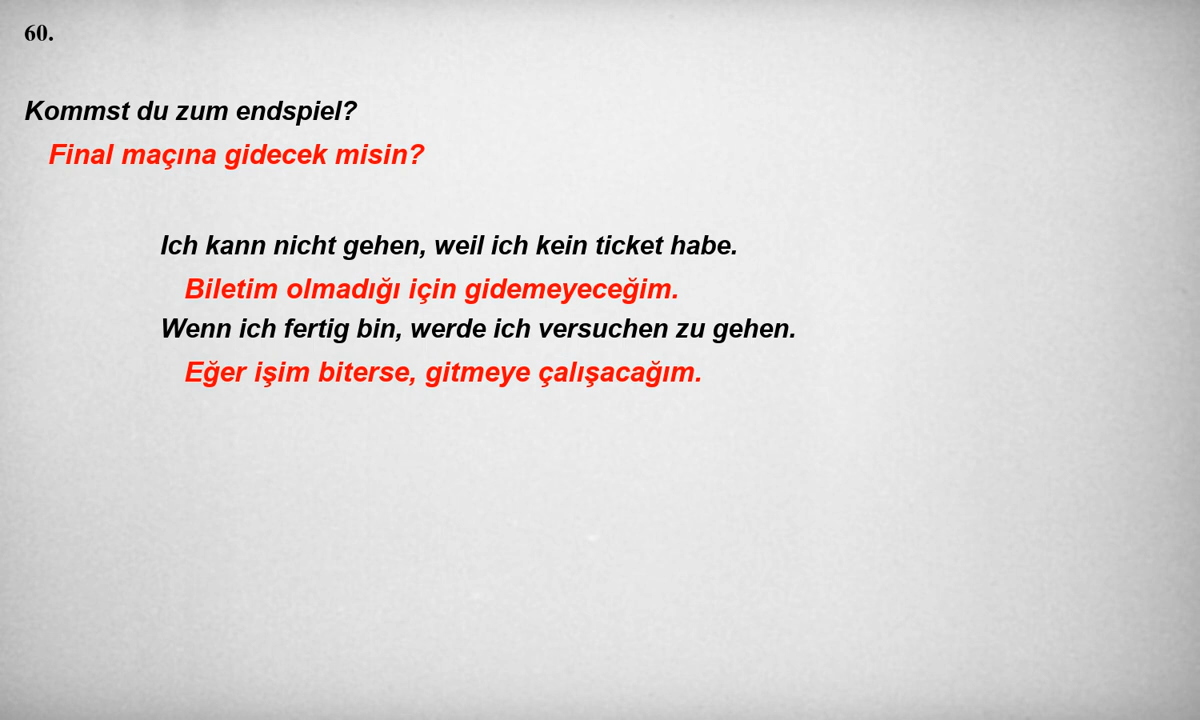 60.
Kommst du zum endspiel?
Final maçına gidecek misin?
Ich kann nicht gehen, weil ich kein ticket habe.
Biletim olmadığı için gidemeyeceğim.
Wenn ich fertig bin, werde ich versuchen zu gehen.
Eğer işim biterse, gitmeye çalışacağım.